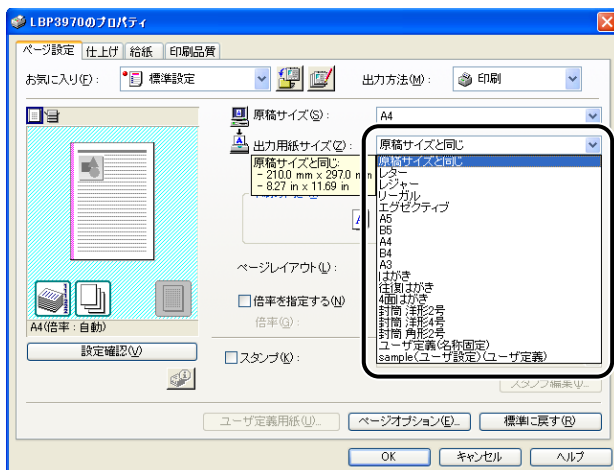 LBP3970のプロパティ
ページ設定 仕上げ 給紙 印刷品質
お気に入り(F): 標準設定 出力方法(M): 印刷
原稿サイズ(S): A4
出力用紙サイズ(Z): 原稿サイズと同じ
原稿サイズと同じ:
- 210.0 mm x 297.0 mm
- 8.27 in x 11.69 in
原稿サイズと同じ
レター
レジャー
リーガル
エグゼクティブ
A5
B5
A4
B4
A3
はがき
往復はがき
4面はがき
封筒 洋形2号
封筒 洋形4号
封筒 角形2号
ユーザ定義(名称固定)
sample(ユーザ設定)(ユーザ定義)
A
ページレイアウト(L):
倍率を指定する(N)
倍率(G):
A4(倍率:自動)
設定確認(V)
スタンプ(K):
スタンプ編集
ユーザ定義用紙(U)... ページオプション(E)... 標準に戻す(R)
OK キャンセル ヘルプ